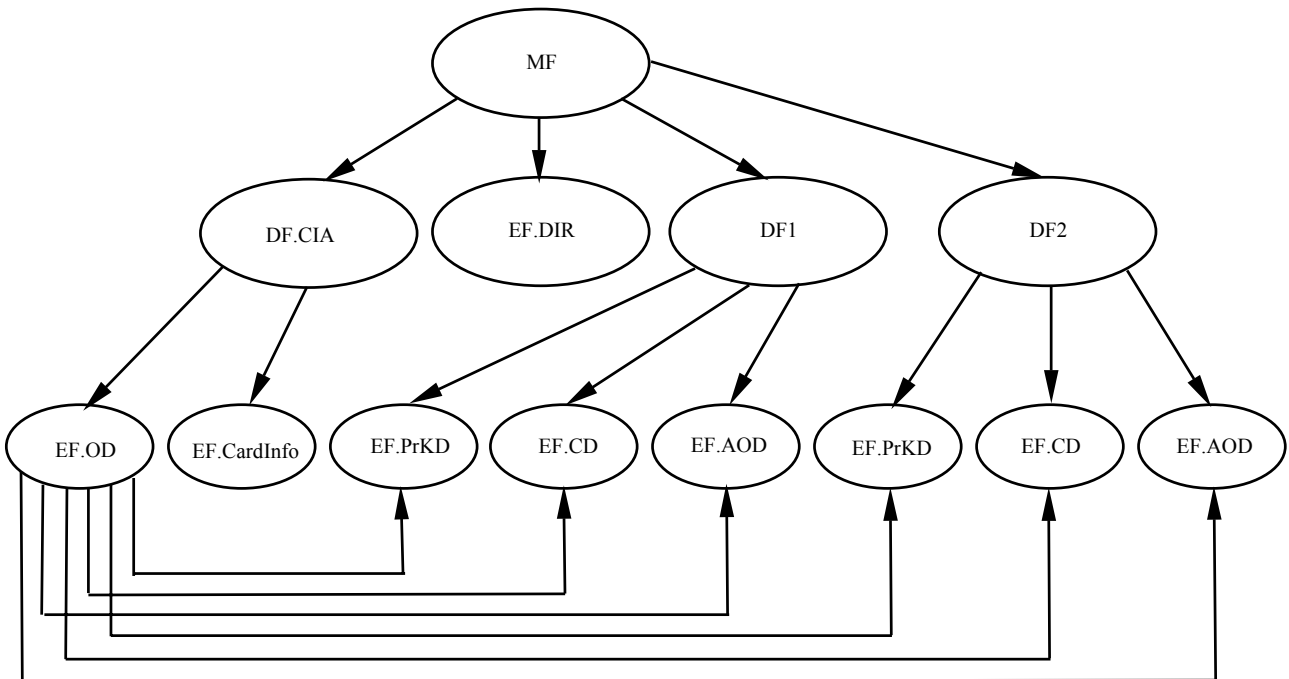 MF
DF.CIA
EF.DIR
DF1
DF2
EF.OD
EF.CardInfo
EF.PrKD
EF.CD
EF.AOD
EF.PrKD
EF.CD
EF.AOD